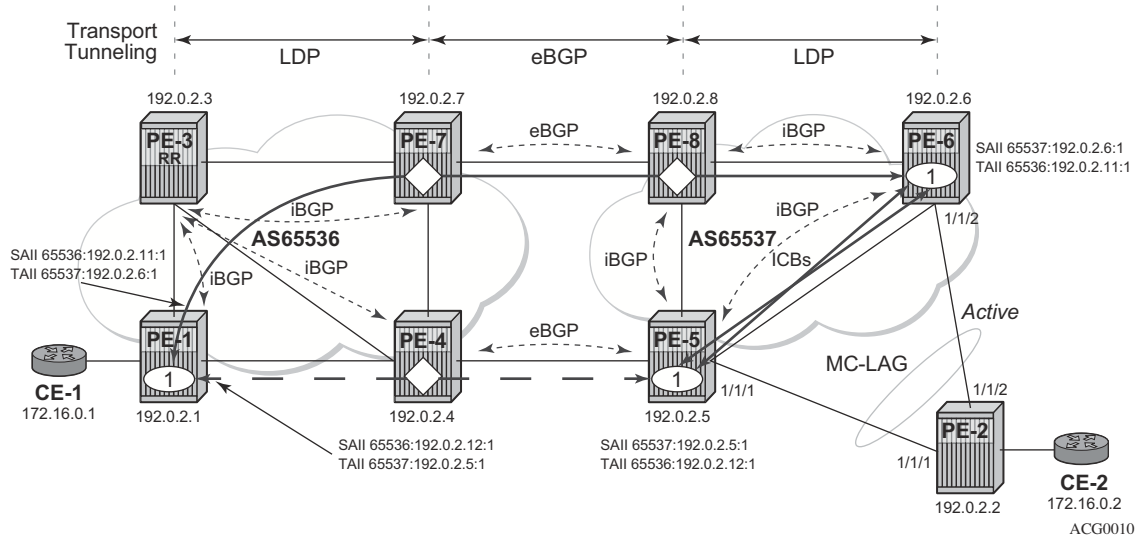 Transport
Tunneling
LDP
eBGP
LDP
192.0.2.3
192.0.2.7
192.0.2.8
192.0.2.6
PE-3
RR
PE-7
PE-8
PE-6
eBGP
iBGP
SAII 65537:192.0.2.6:1
TAII 65536:192.0.2.11:1
1
iBGP
iBGP
1/1/2
AS65536
AS65537
SAII 65536:192.0.2.11:1
TAII 65537:192.0.2.6:1
iBGP
iBGP
iBGP
ICBs
Active
PE-1
PE-4
eBGP
PE-5
MC-LAG
1
1
CE-1
172.16.0.1
192.0.2.1
192.0.2.4
192.0.2.5
1/1/1
1/1/2
PE-2
SAII 65536:192.0.2.12:1
TAII 65537:192.0.2.5:1
SAII 65537:192.0.2.5:1
TAII 65536:192.0.2.12:1
1/1/1
CE-2
172.16.0.2
192.0.2.2
ACG0010